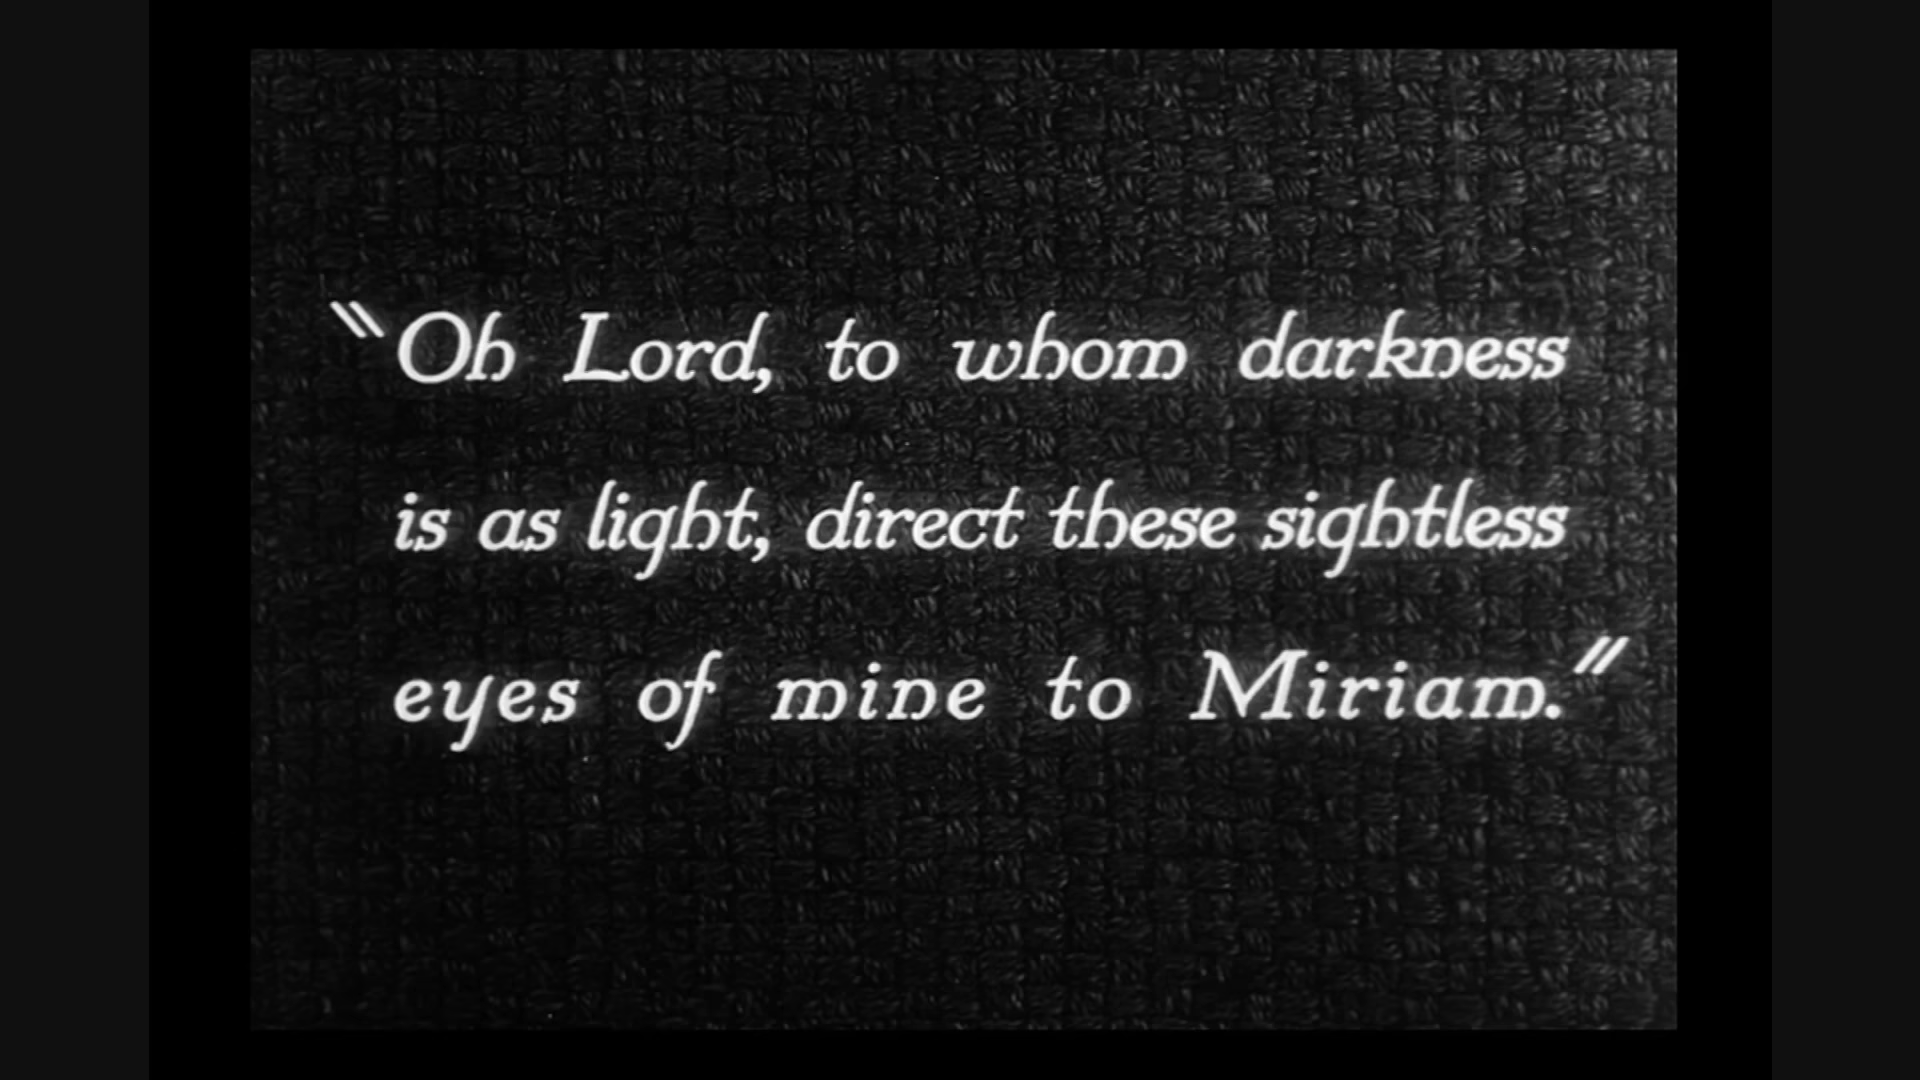 "Oh Lord, to whom darkness
is as light, direct these sightless
eyes of mine to Miriam."